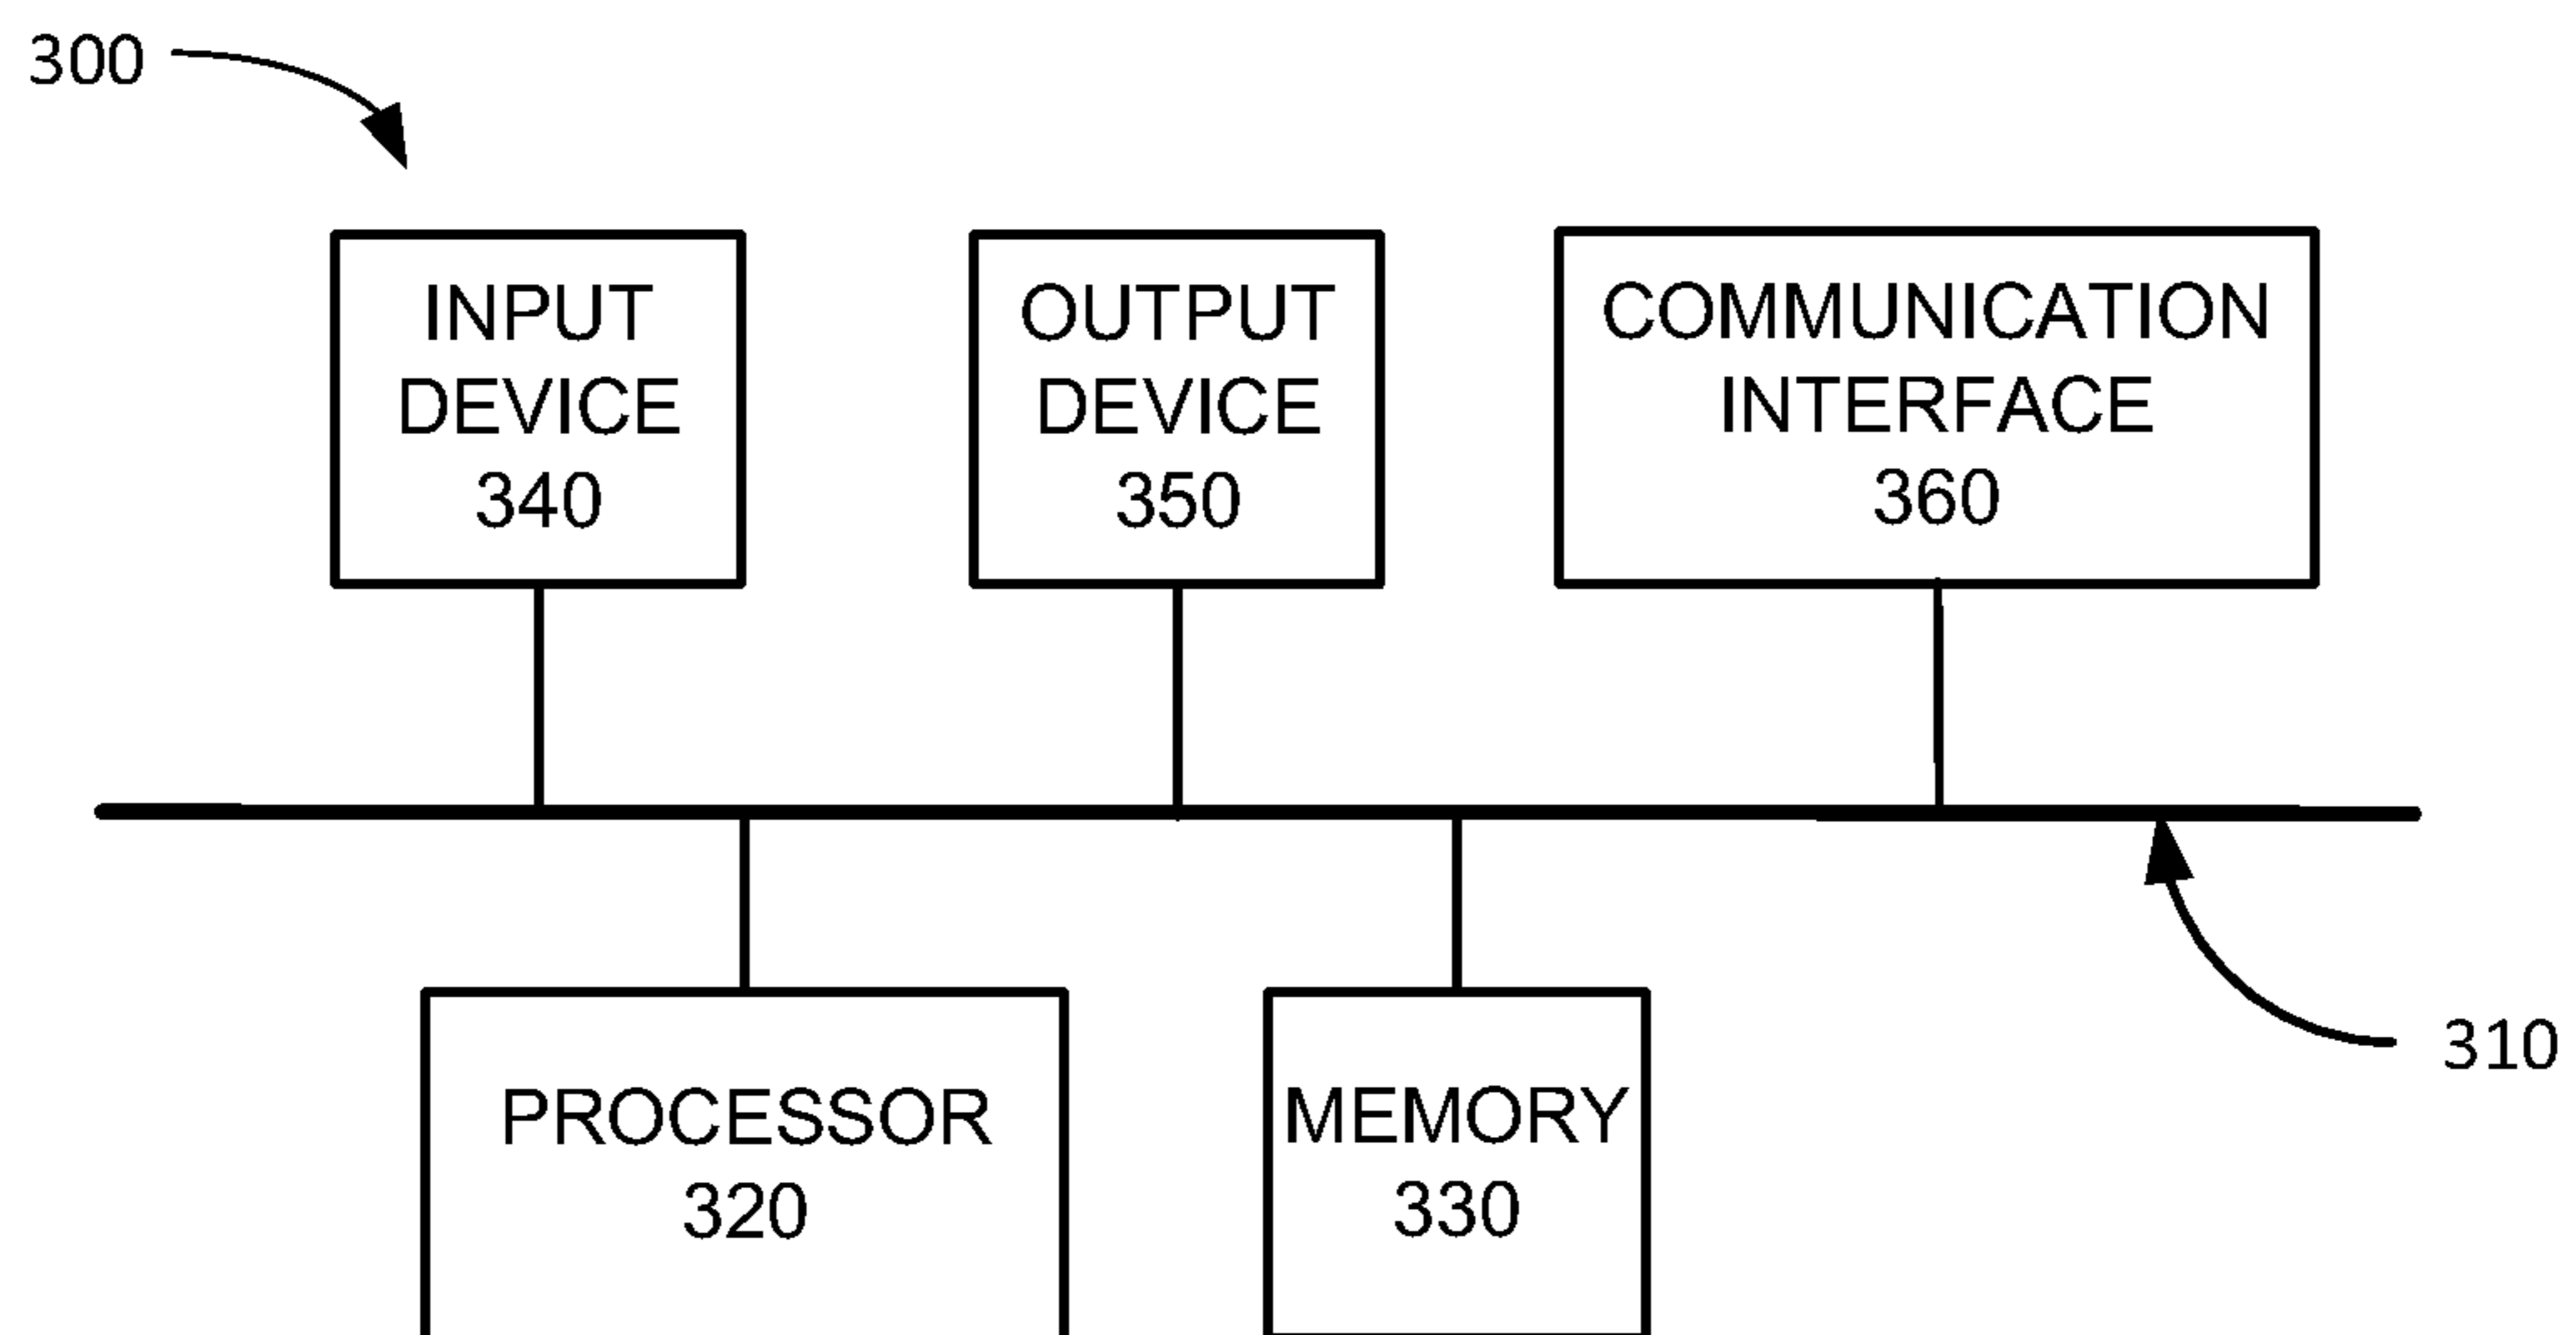 300
INPUT
DEVICE
340
OUTPUT
DEVICE
350
COMMUNICATION
INTERFACE
360
PROCESSOR
320
MEMORY
330
310